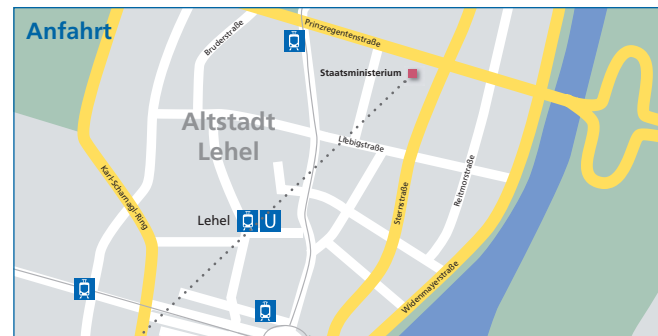 Anfahrt
Prinzregentenstraße
Bruderstraße
Staatsministerium
Altstadt
Lehel
Liebigstraße
Karl-Scharnagl-Ring
Reitmorstraße
Sternstraße
Lehel
U
Widenmayerstraße